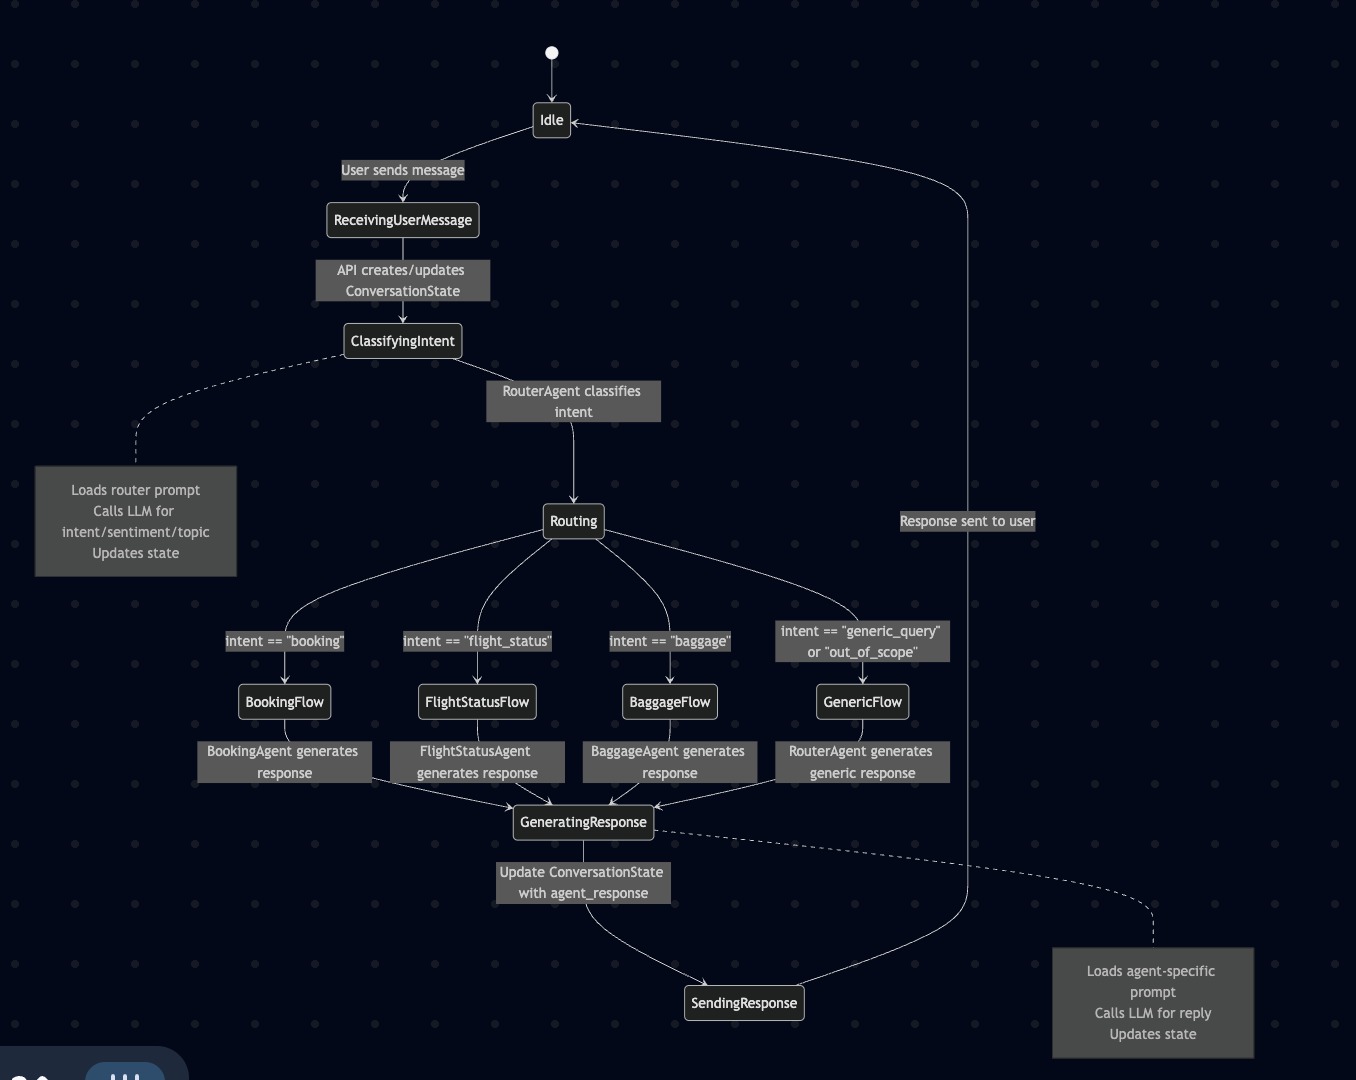 Idle
User sends message
ReceivingUserMessage
API creates/updates
ConversationState
ClassifyingIntent
RouterAgent classifies
intent
Loads router prompt
Calls LLM for
intent/sentiment/topic
Updates state
Routing
Response sent to user
intent == "booking"
intent == "flight_status"
intent == "baggage"
intent == "generic_query"
or "out_of_scope"
BookingFlow
FlightStatusFlow
BaggageFlow
GenericFlow
BookingAgent generates
response
FlightStatusAgent
generates response
BaggageAgent generates
response
RouterAgent generates
generic response
GeneratingResponse
Update ConversationState
with agent_response
SendingResponse
Loads agent-specific
prompt
Calls LLM for reply
Updates state